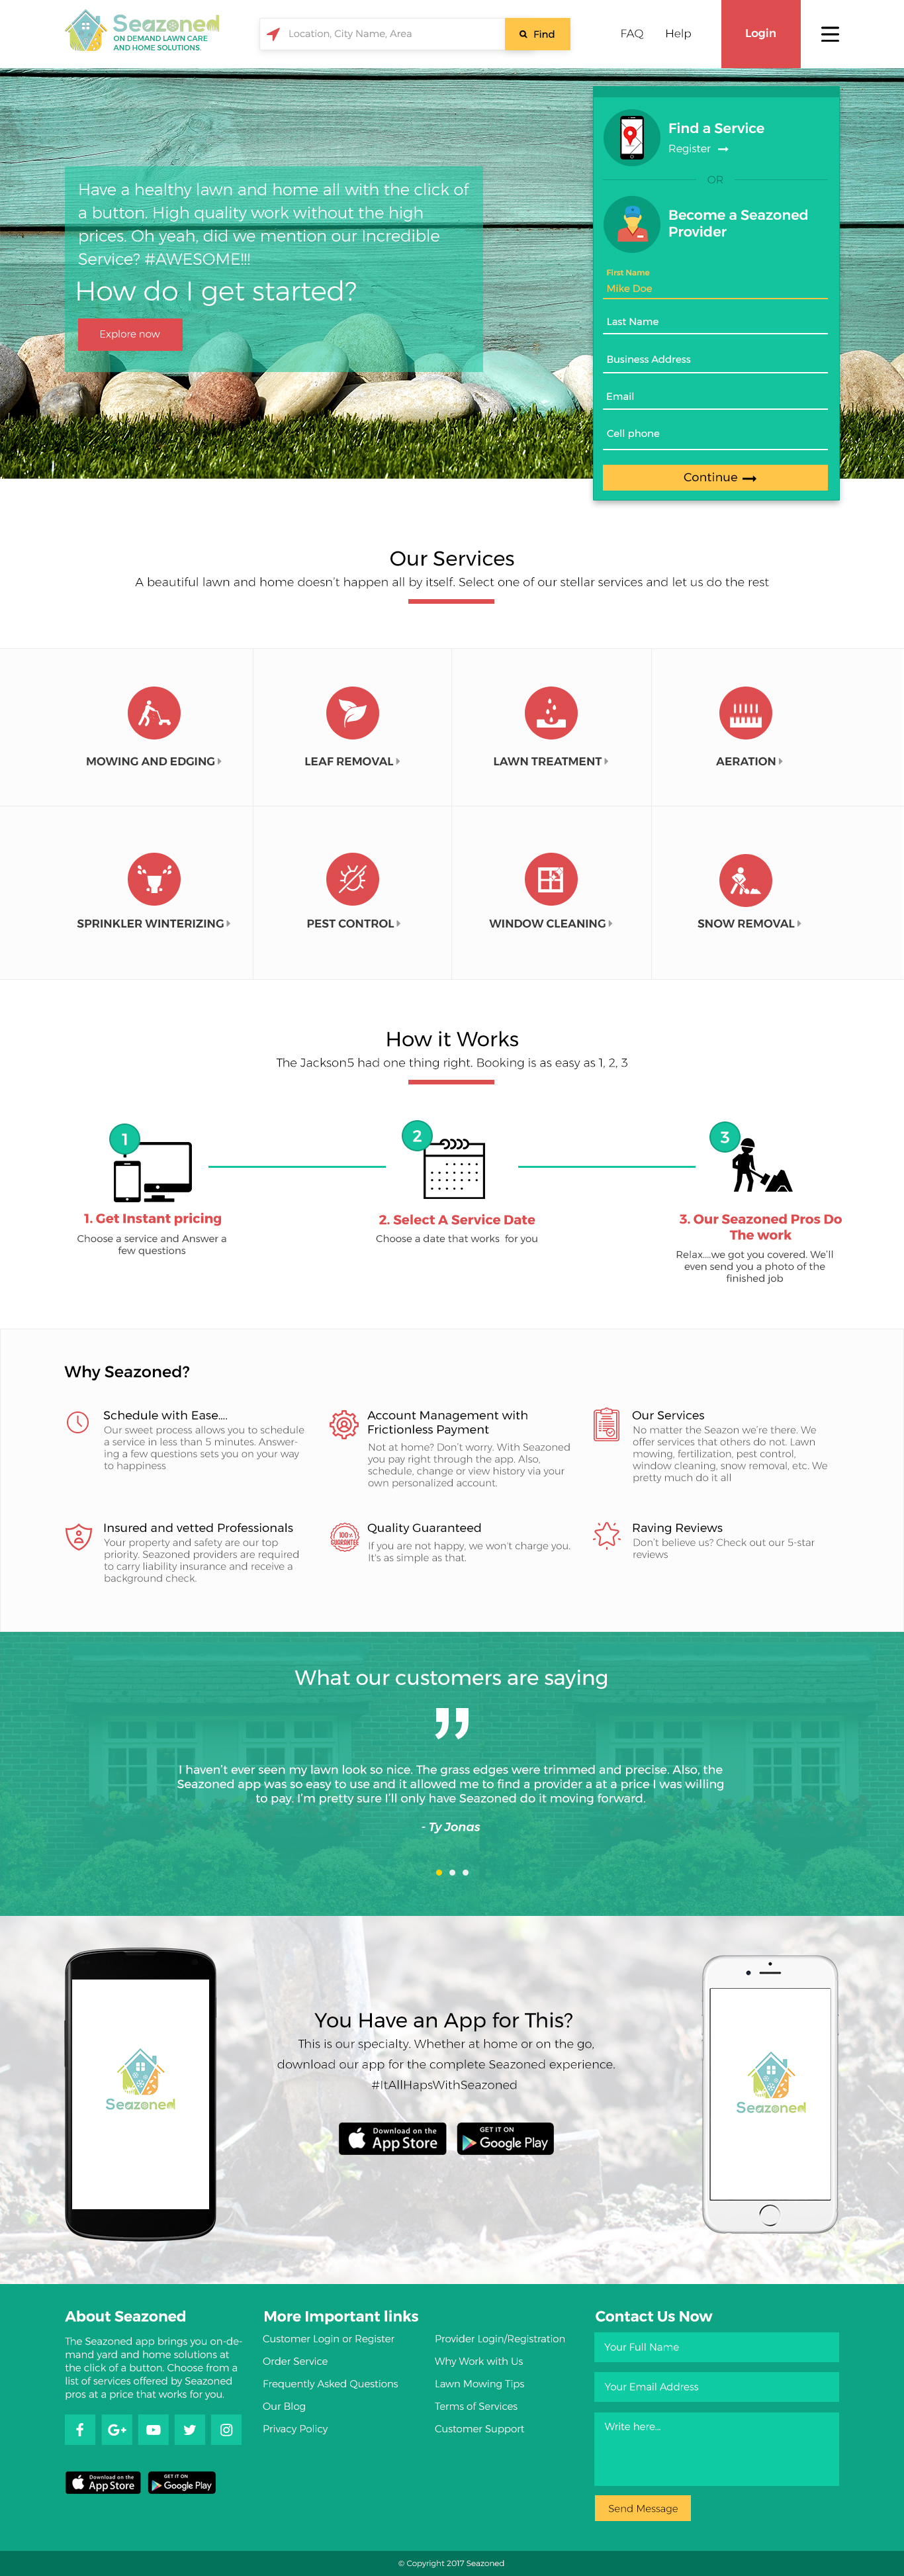 Seazoned
ON DEMAND LAWN CARE
AND HOME SOLUTIONS.
Location, City Name, Area
Find
FAQ
Help
Login
Have a healthy lawn and home all with the click of
a button. High quality work without the high
prices. Oh yeah, did we mention our Incredible
Service? #AWESOME!!!
How do I get started?
Explore now
Find a Service
Register
OR
Become a Seazoned
Provider
First Name
Mike Doe
Last Name
Business Address
Email
Cell phone
Continue
Our Services
A beautiful lawn and home doesn't happen all by itself. Select one of our stellar services and let us do the rest
MOWING AND EDGING
LEAF REMOVAL
LAWN TREATMENT
AERATION
SPRINKLER WINTERIZING
PEST CONTROL
WINDOW CLEANING
SNOW REMOVAL
How it Works
The Jackson5 had one thing right. Booking is as easy as 1, 2, 3
1
1. Get Instant pricing
Choose a service and Answer a
few questions
2
2. Select A Service Date
Choose a date that works for you
3
3. Our Seazoned Pros Do
The work
Relax....we got you covered. We'll
even send you a photo of the
finished job
Why Seazoned?
Schedule with Ease....
Our sweet process allows you to schedule
a service in less than 5 minutes. Answer-
ing a few questions sets you on your way
to happiness
Account Management with
Frictionless Payment
Not at home? Don't worry. With Seazoned
you pay right through the app. Also,
schedule, change or view history via your
own personalized account.
Our Services
No matter the Seazon we're there. We
offer services that others do not. Lawn
mowing, fertilization, pest control,
window cleaning, snow removal, etc. We
pretty much do it all
Insured and vetted Professionals
Your property and safety are our top
priority. Seazoned providers are required
to carry liability insurance and receive a
background check.
100%
GUARANTEE
Quality Guaranteed
If you are not happy, we won't charge you.
It's as simple as that.
Raving Reviews
Don't believe us? Check out our 5-star
reviews
What our customers are saying
”
I haven't ever seen my lawn look so nice. The grass edges were trimmed and precise. Also, the
Seazoned app was so easy to use and it allowed me to find a provider a at a price I was willing
to pay. I'm pretty sure I'll only have Seazoned do it moving forward.
- Ty Jonas
Seazoned
You Have an App for This?
This is our specialty. Whether at home or on the go,
download our app for the complete Seazoned experience.
#ItAllHapsWithSeazoned
Download on the
App Store
GET IT ON
Google Play
Seazoned
About Seazoned
The Seazoned app brings you on-de-
mand yard and home solutions at
the click of a button. Choose from a
list of services offered by Seazoned
pros at a price that works for you.
Download on the
App Store
GET IT ON
Google Play
More Important links
Customer Login or Register
Order Service
Frequently Asked Questions
Our Blog
Privacy Policy
Provider Login/Registration
Why Work with Us
Lawn Mowing Tips
Terms of Services
Customer Support
Contact Us Now
Your Full Name
Your Email Address
Write here...
Send Message
© Copyright 2017 Seazoned